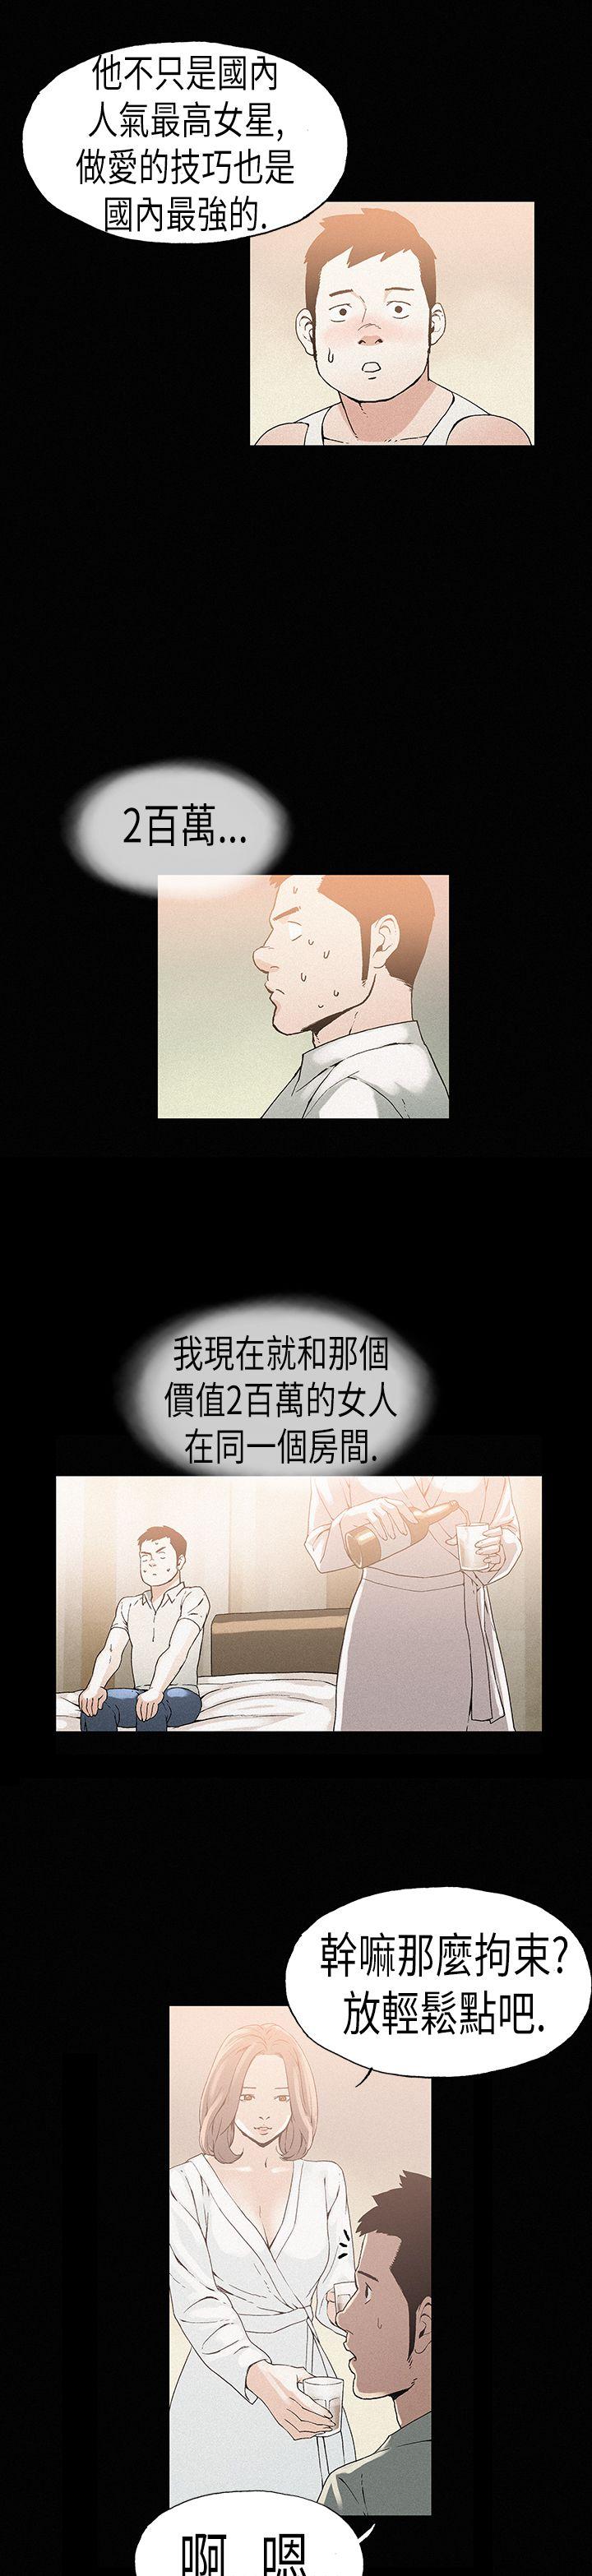 他不只是國內
人氣最高女星,
做愛的技巧也是
國內最強的.
2百萬...
我現在就和那個
價值2百萬的女人
在同一個房間.
幹嘛那麼拘束?
放輕鬆點吧.
啊 嗯